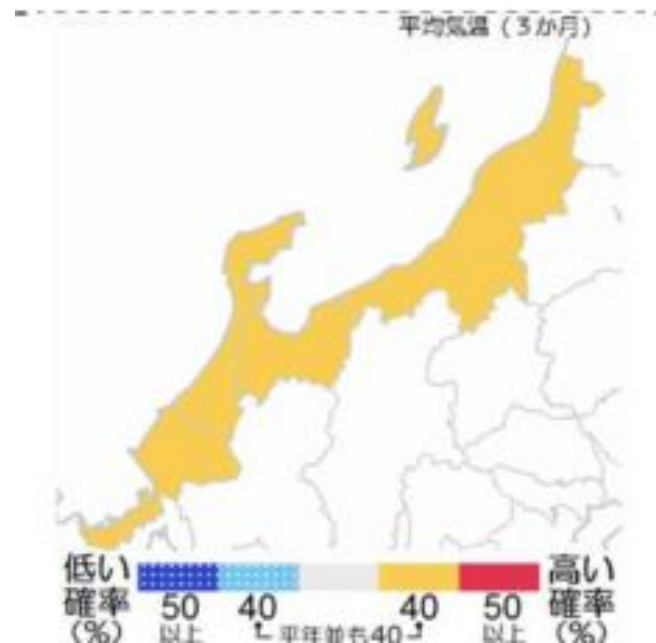 平均気温（３か月）
低い 高い
確率 50 40 40 50 確率
(%) 以上 平年並も40 以上 (%)